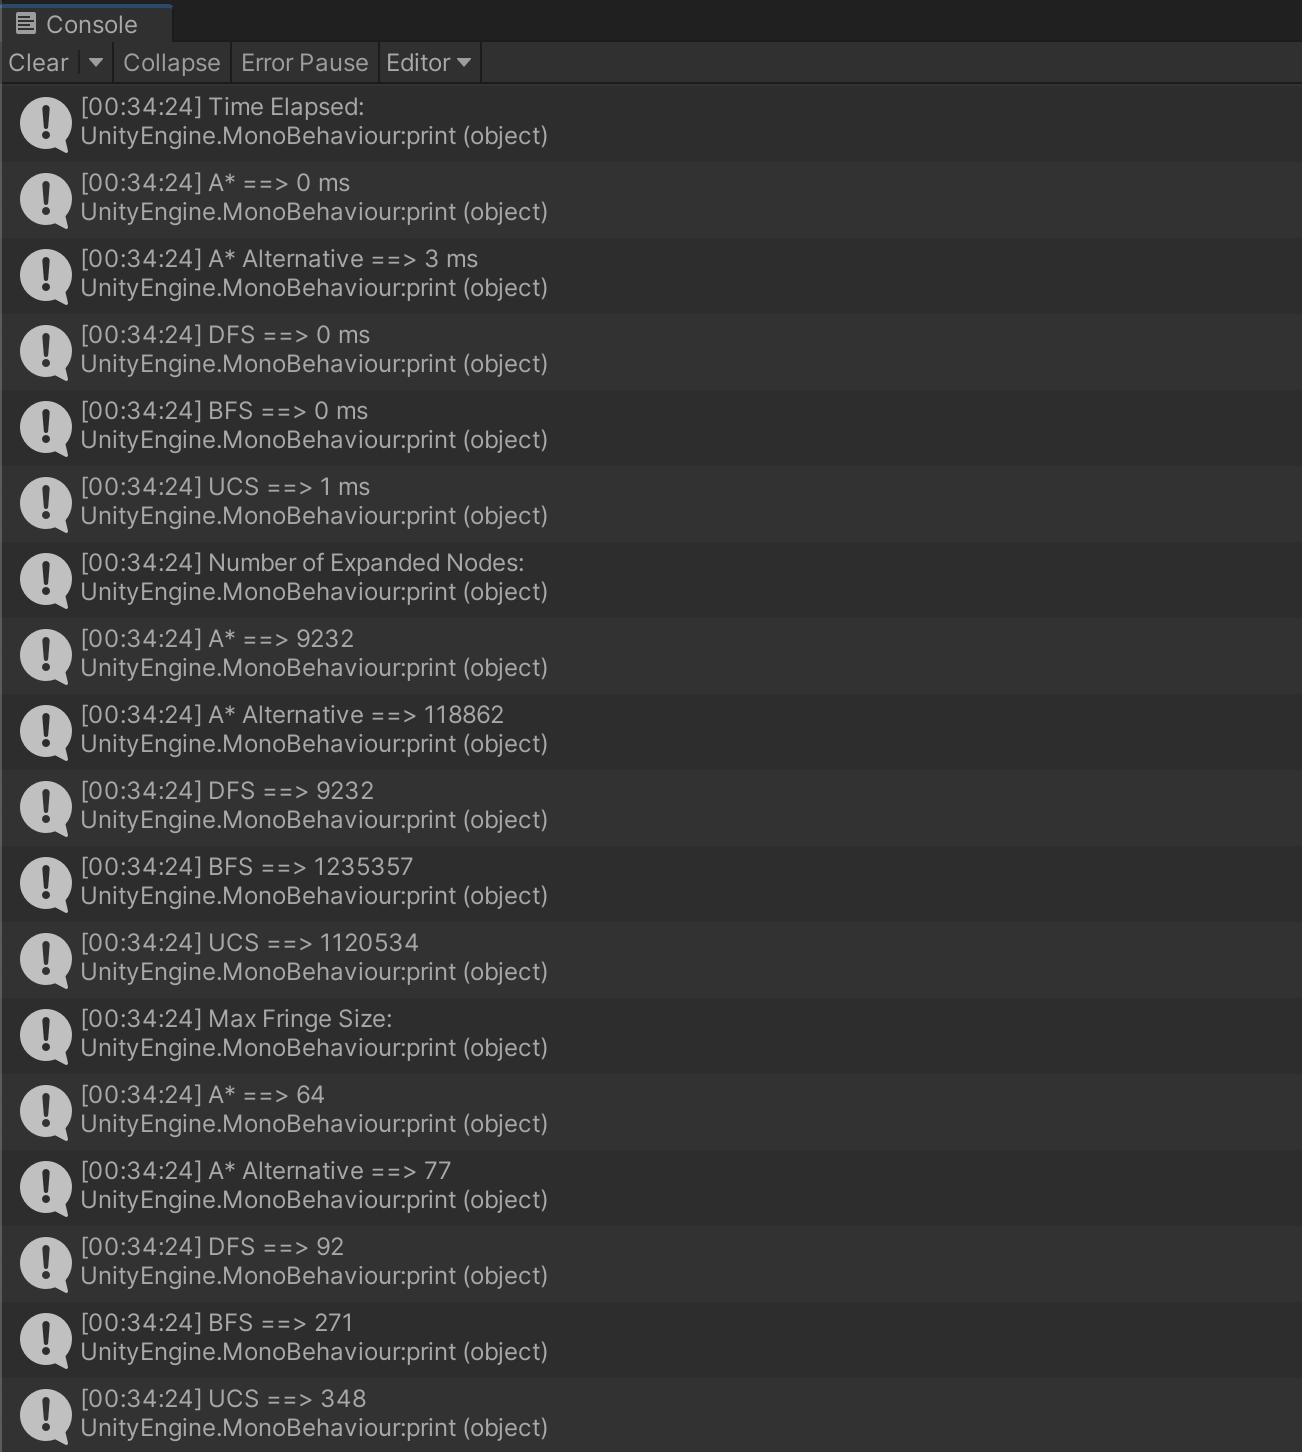 Console
Clear Collapse Error Pause Editor
[00:34:24] Time Elapsed:
UnityEngine.MonoBehaviour:print (object)
[00:34:24] A* ==> 0 ms
UnityEngine.MonoBehaviour:print (object)
[00:34:24] A* Alternative ==> 3 ms
UnityEngine.MonoBehaviour:print (object)
[00:34:24] DFS ==> 0 ms
UnityEngine.MonoBehaviour:print (object)
[00:34:24] BFS ==> 0 ms
UnityEngine.MonoBehaviour:print (object)
[00:34:24] UCS ==> 1 ms
UnityEngine.MonoBehaviour:print (object)
[00:34:24] Number of Expanded Nodes:
UnityEngine.MonoBehaviour:print (object)
[00:34:24] A* ==> 9232
UnityEngine.MonoBehaviour:print (object)
[00:34:24] A* Alternative ==> 118862
UnityEngine.MonoBehaviour:print (object)
[00:34:24] DFS ==> 9232
UnityEngine.MonoBehaviour:print (object)
[00:34:24] BFS ==> 1235357
UnityEngine.MonoBehaviour:print (object)
[00:34:24] UCS ==> 1120534
UnityEngine.MonoBehaviour:print (object)
[00:34:24] Max Fringe Size:
UnityEngine.MonoBehaviour:print (object)
[00:34:24] A* ==> 64
UnityEngine.MonoBehaviour:print (object)
[00:34:24] A* Alternative ==> 77
UnityEngine.MonoBehaviour:print (object)
[00:34:24] DFS ==> 92
UnityEngine.MonoBehaviour:print (object)
[00:34:24] BFS ==> 271
UnityEngine.MonoBehaviour:print (object)
[00:34:24] UCS ==> 348
UnityEngine.MonoBehaviour:print (object)